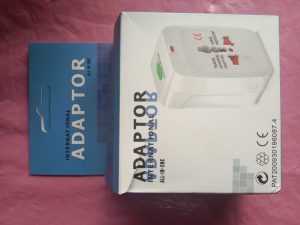 INTERNATIONAL
ADAPTOR
ALL-IN-ONE
ADAPTOR
INTERNATIONAL
ALL-IN-ONE
CE
PAT200930196087.4